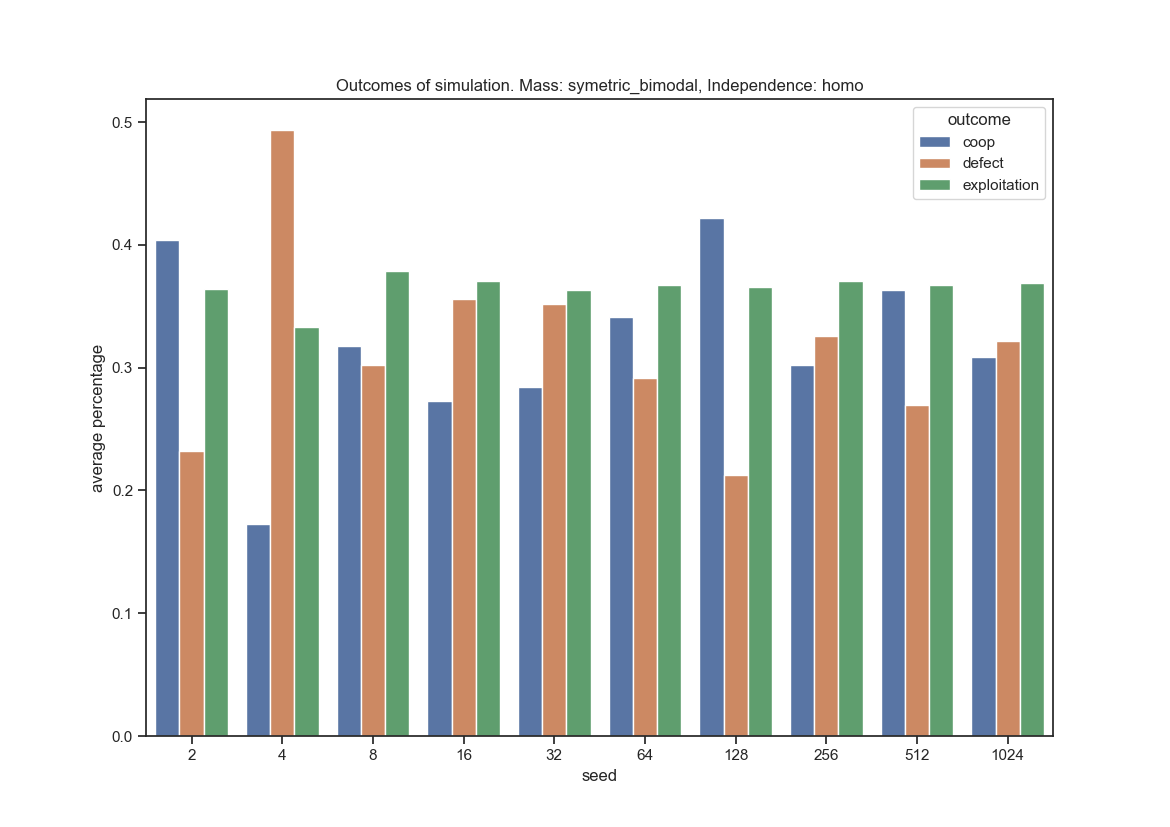 Outcomes of simulation. Mass: symetric_bimodal, Independence: homo
outcome
coop
defect
exploitation
average percentage
0.5
0.4
0.3
0.2
0.1
0.0
2 4 8 16 32 64 128 256 512 1024
seed